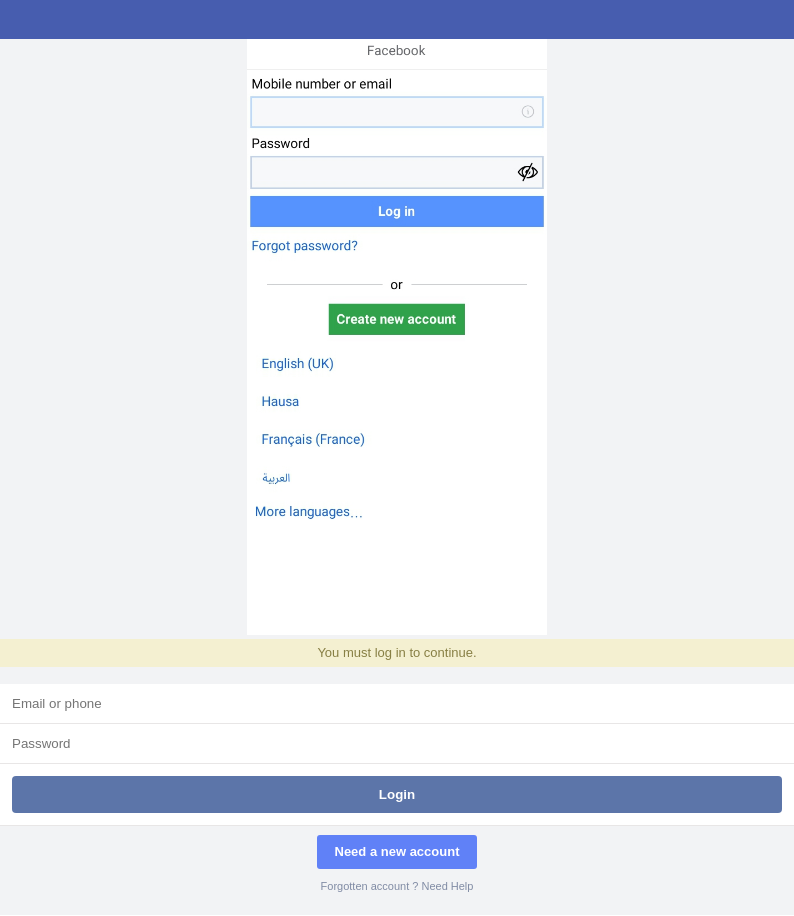 Facebook
Mobile number or email
Password
Log in
Forgot password?
or
Create new account
English (UK)
Hausa
Français (France)
العربية
More languages…
You must log in to continue.
Email or phone
Password
Login
Need a new account
Forgotten account ? Need Help